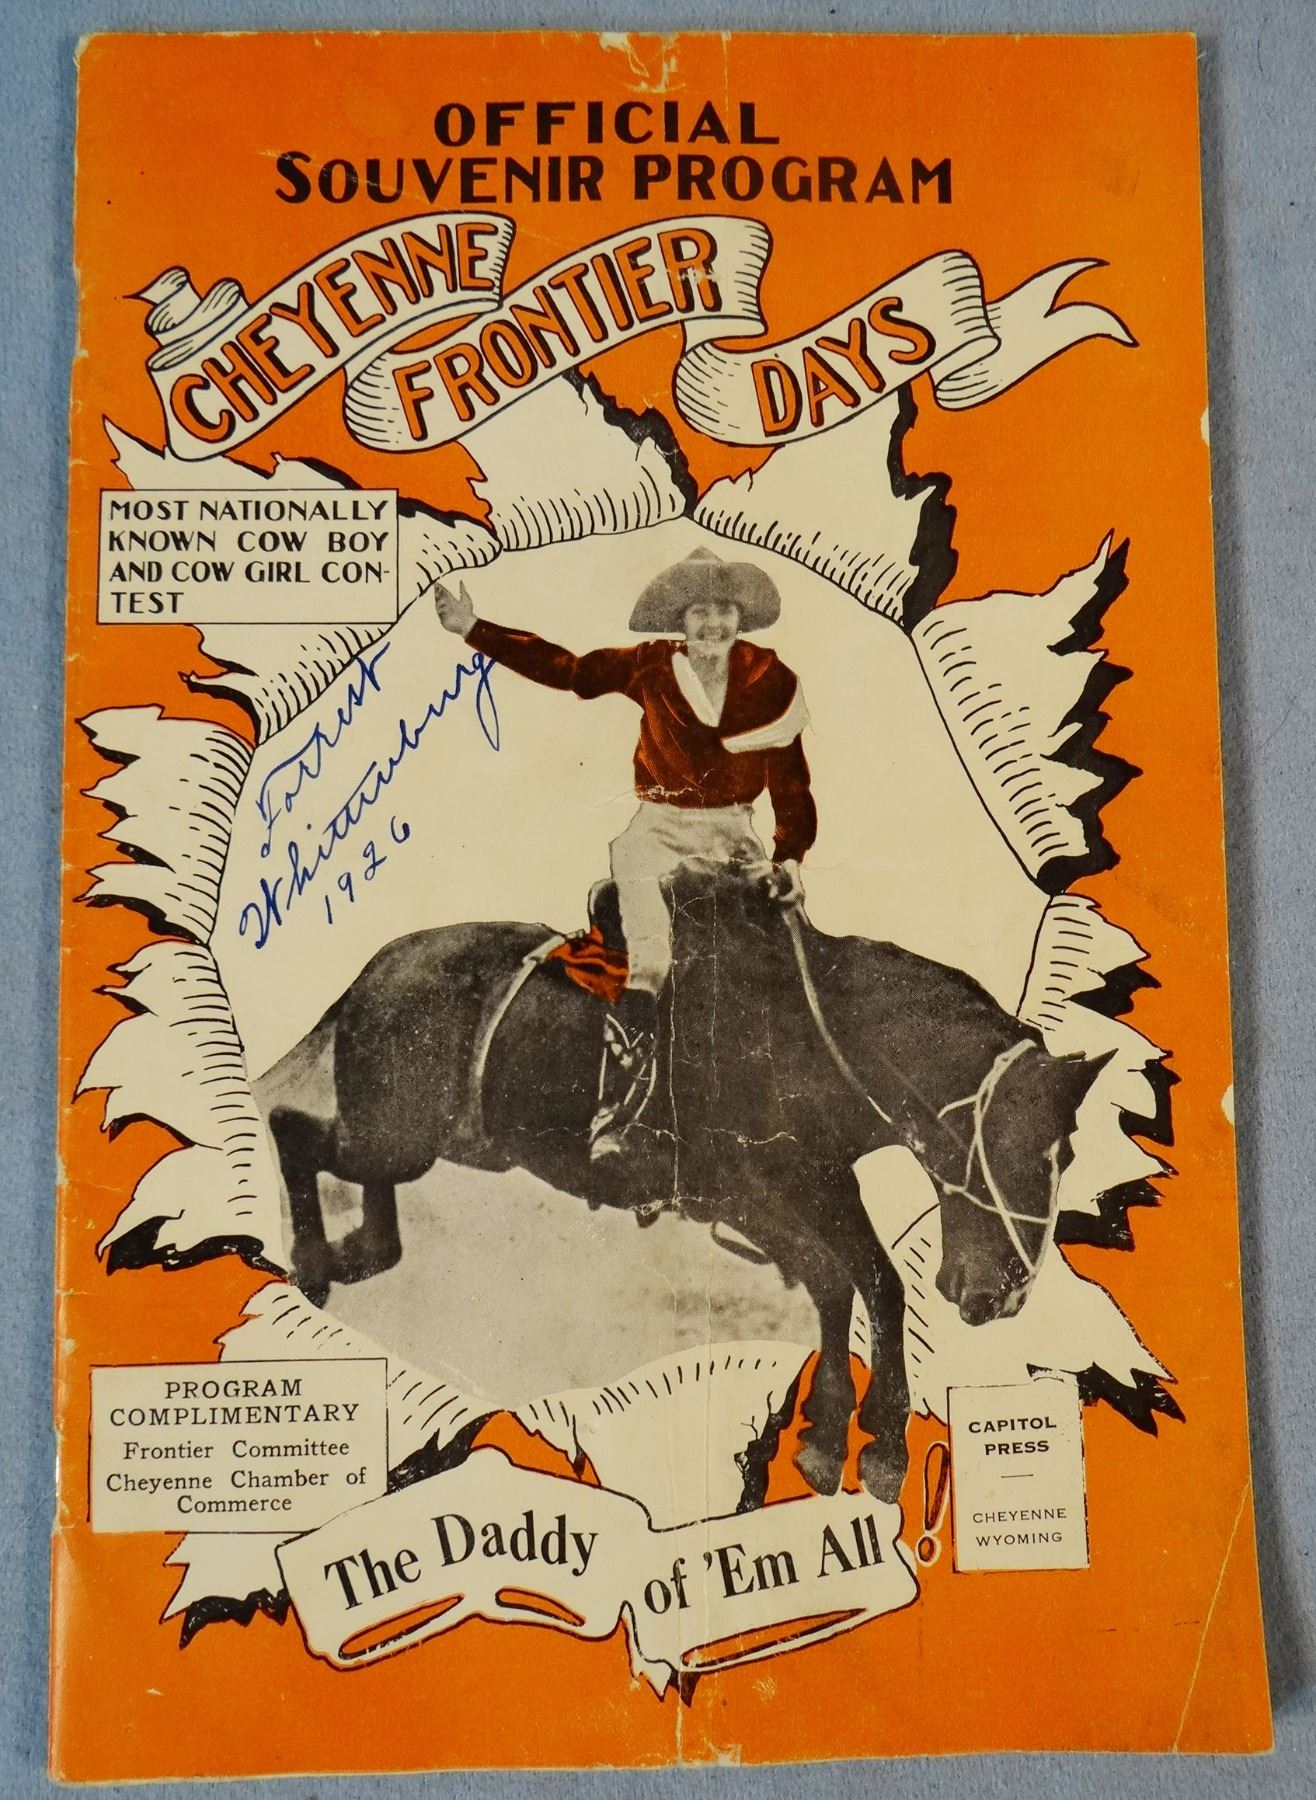 OFFICIAL
SOUVENIR PROGRAM
CHEYENNE
FRONTIER
DAYS
MOST NATIONALLY
KNOWN COW BOY
AND COW GIRL CON-
TEST
Forrest
Whittenburg
1926
PROGRAM
COMPLIMENTARY
Frontier Committee
Cheyenne Chamber of
Commerce
The Daddy
of 'Em All!
CAPITOL
PRESS
CHEYENNE
WYOMING